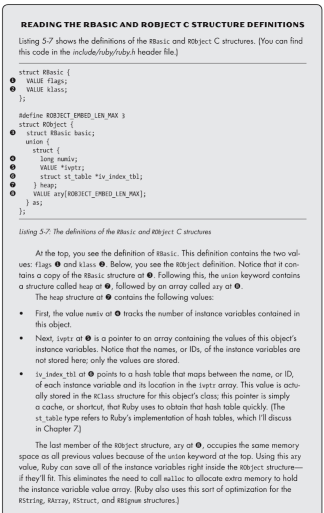 READING THE RBASIC AND ROBJECT C STRUCTURE DEFINITIONS
Listing 5-7 shows the definitions of the RBasic and RObject C structures. (You can find
this code in the include/ruby/ruby.h header file.)
struct RBasic {
❶ VALUE flags;
❷ VALUE klass;
};
#define ROBJECT_EMBED_LEN_MAX 3
struct RObject {
❸ struct RBasic basic;
union {
struct {
❹ long numiv;
❺ VALUE *ivptr;
❻ struct st_table *iv_index_tbl;
❼ } heap;
❽ VALUE ary[ROBJECT_EMBED_LEN_MAX];
} as;
};
Listing 5-7: The definitions of the RBasic and RObject C structures
At the top, you see the definition of RBasic. This definition contains the two val-
ues: flags ❶ and klass ❷. Below, you see the RObject definition. Notice that it con-
tains a copy of the RBasic structure at ❸. Following this, the union keyword contains
a structure called heap at ❼, followed by an array called ary at ❽.
The heap structure at ❼ contains the following values:
• First, the value numiv at ❹ tracks the number of instance variables contained in
this object.
• Next, ivptr at ❺ is a pointer to an array containing the values of this object's
instance variables. Notice that the names, or IDs, of the instance variables are
not stored here; only the values are stored.
• iv_index_tbl at ❻ points to a hash table that maps between the name, or ID,
of each instance variable and its location in the ivptr array. This value is actu-
ally stored in the RClass structure for this object's class; this pointer is simply
a cache, or shortcut, that Ruby uses to obtain that hash table quickly. (The
st_table type refers to Ruby's implementation of hash tables, which I'll discuss
in Chapter 7.)
The last member of the RObject structure, ary at ❽, occupies the same memory
space as all previous values because of the union keyword at the top. Using this ary
value, Ruby can save all of the instance variables right inside the RObject structure—
if they'll fit. This eliminates the need to call malloc to allocate extra memory to hold
the instance variable value array. (Ruby also uses this sort of optimization for the
RString, RArray, RStruct, and RBignum structures.)